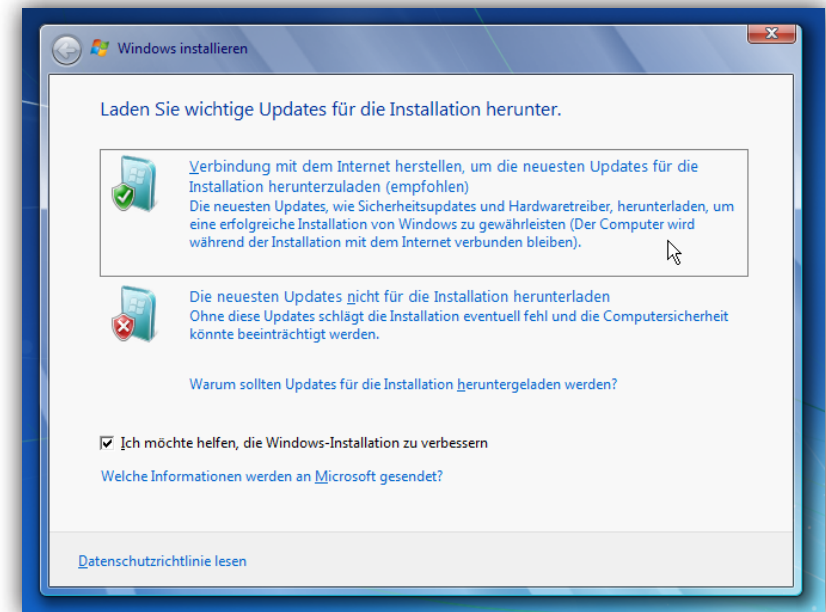 Windows installieren
Laden Sie wichtige Updates für die Installation herunter.
Verbindung mit dem Internet herstellen, um die neuesten Updates für die
Installation herunterzuladen (empfohlen)
Die neuesten Updates, wie Sicherheitsupdates und Hardwaretreiber, herunterladen, um
eine erfolgreiche Installation von Windows zu gewährleisten (Der Computer wird
während der Installation mit dem Internet verbunden bleiben).
Die neuesten Updates nicht für die Installation herunterladen
Ohne diese Updates schlägt die Installation eventuell fehl und die Computersicherheit
könnte beeinträchtigt werden.
Warum sollten Updates für die Installation heruntergeladen werden?
Ich möchte helfen, die Windows-Installation zu verbessern
Welche Informationen werden an Microsoft gesendet?
Datenschutzrichtlinie lesen